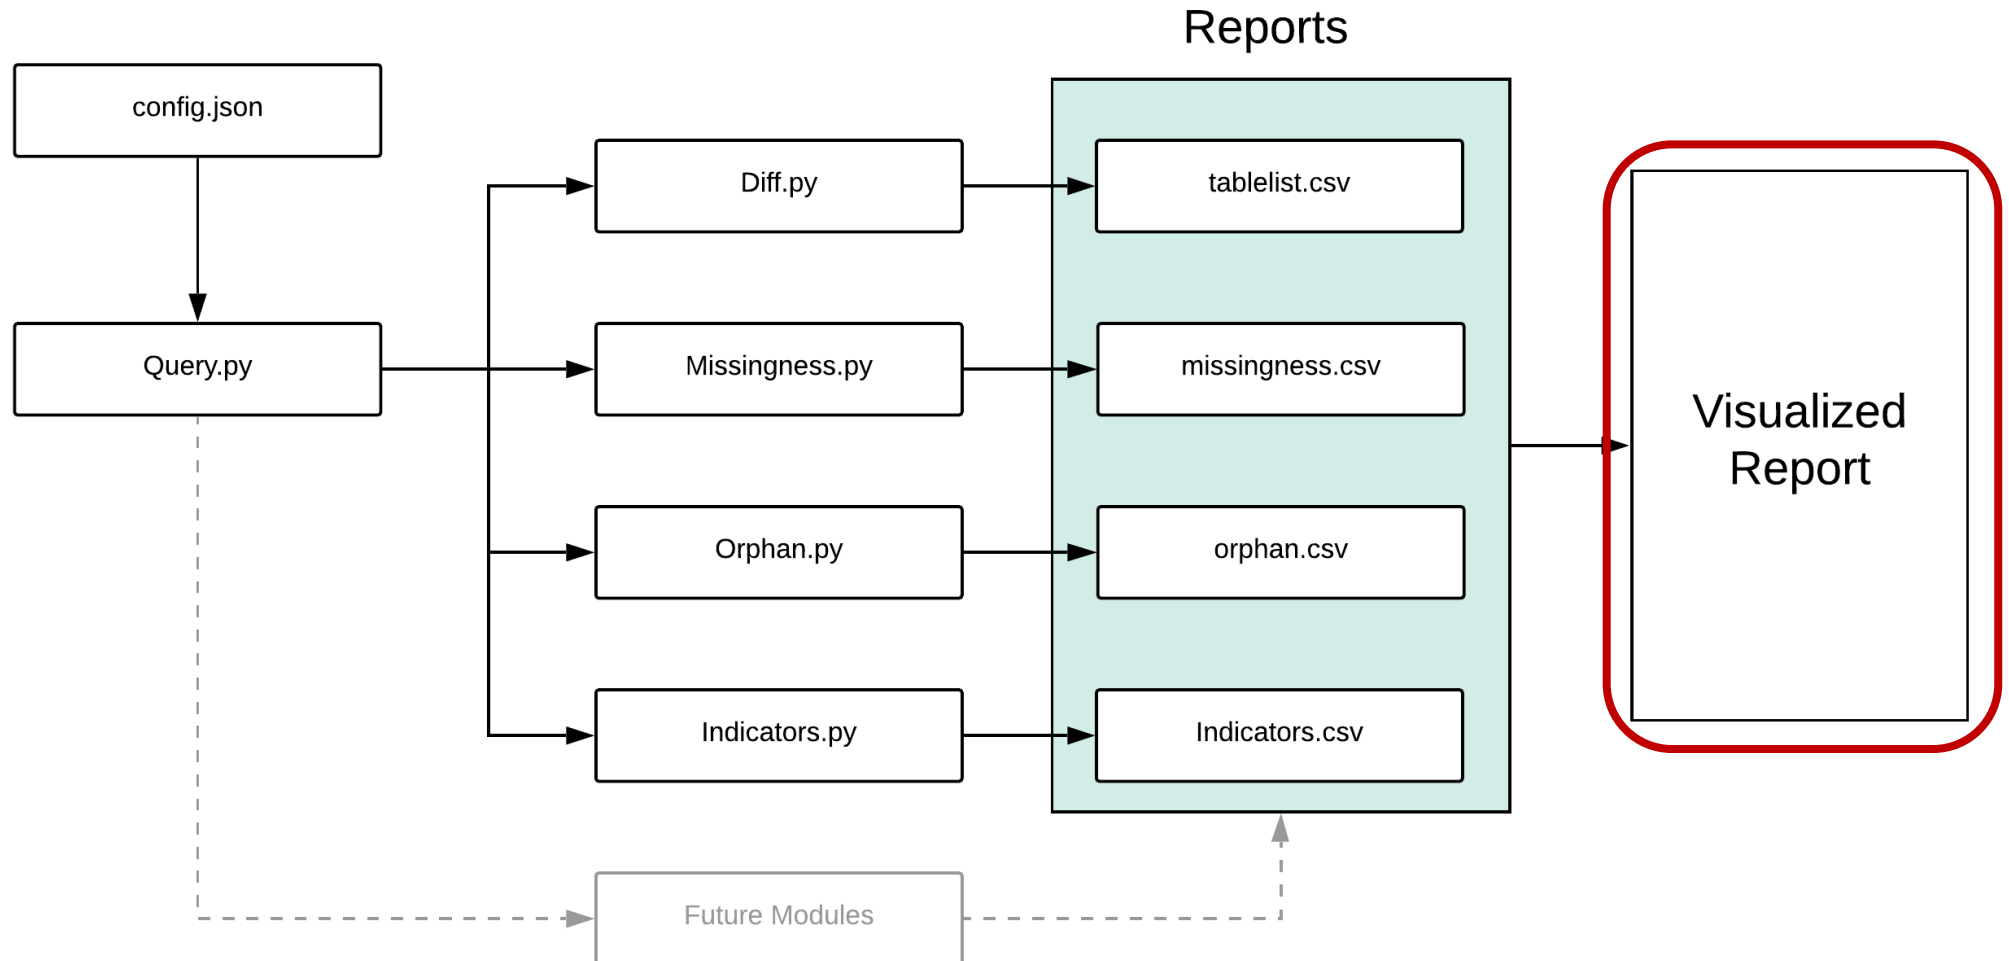 Reports
config.json
Diff.py
tablelist.csv
Query.py
Missingness.py
missingness.csv
Visualized
Report
Orphan.py
orphan.csv
Indicators.py
Indicators.csv
Future Modules